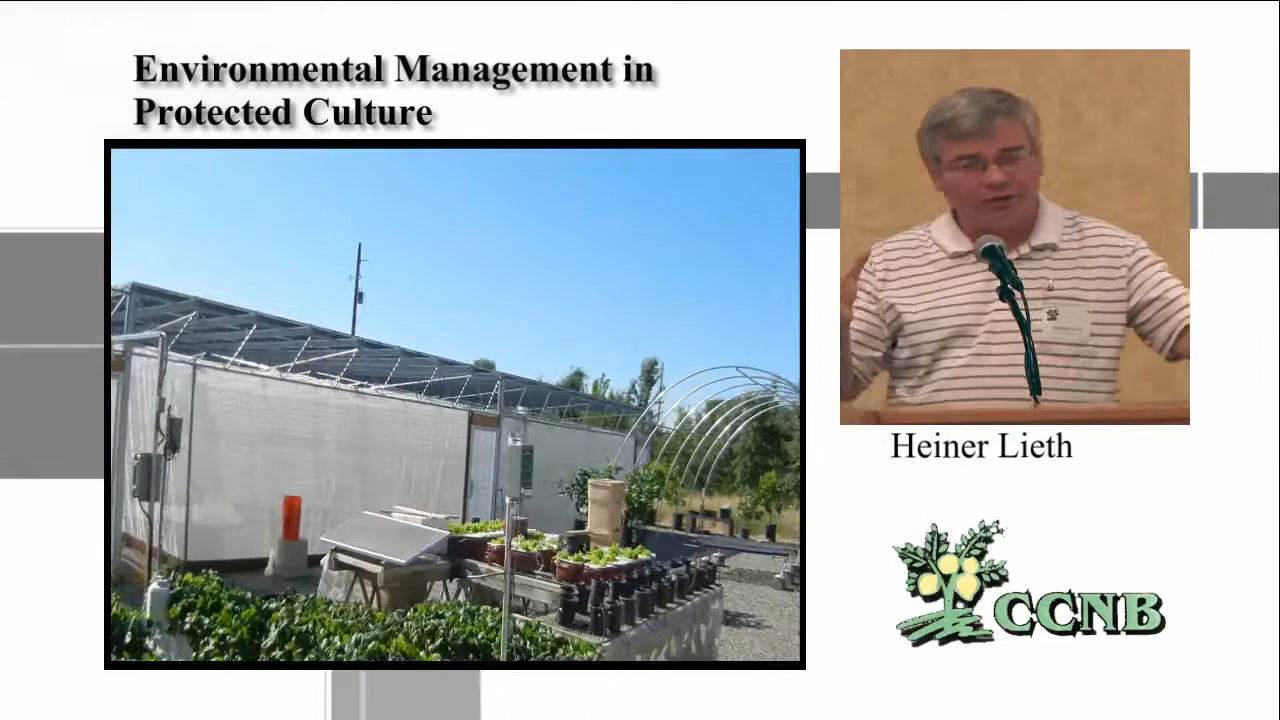 Environmental Management in
Protected Culture
Heiner Lieth
CCNB